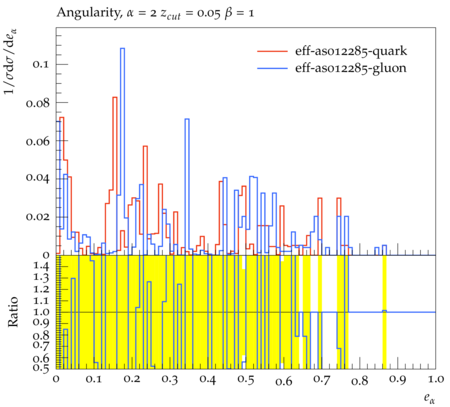 Angularity, α = 2 z_cut = 0.05 β = 1
1/σdσ/de_α
eff-as012285-quark
eff-as012285-gluon
0.1
0.08
0.06
0.04
0.02
0
Ratio
1.4
1.3
1.2
1.1
1.0
0.9
0.8
0.7
0.6
0.5
0 0.1 0.2 0.3 0.4 0.5 0.6 0.7 0.8 0.9 1.0
e_α